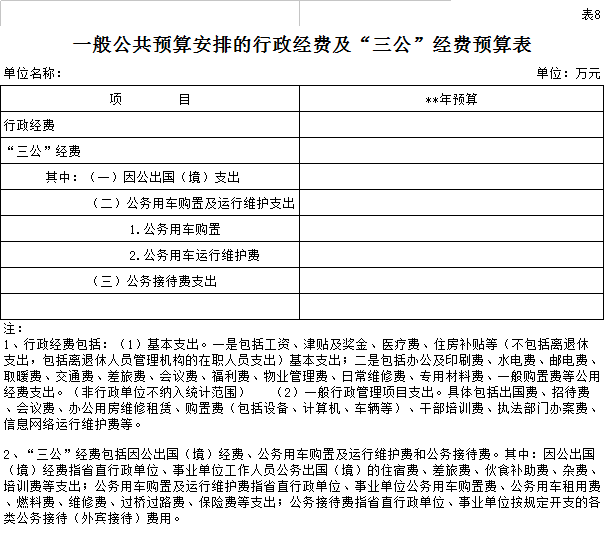 表8
一般公共预算安排的行政经费及“三公”经费预算表
单位名称： 单位：万元
项 目 **年预算
行政经费
“三公”经费
其中：（一）因公出国（境）支出
（二）公务用车购置及运行维护支出
1.公务用车购置
2.公务用车运行维护费
（三）公务接待费支出
注：
1、行政经费包括：（1）基本支出。一是包括工资、津贴及奖金、医疗费、住房补贴等（不包括离退休
支出，包括离退休人员管理机构的在职人员支出）基本支出；二是包括办公及印刷费、水电费、邮电费、
取暖费、交通费、差旅费、会议费、福利费、物业管理费、日常维修费、专用材料费、一般购置费等公用
经费支出。（非行政单位不纳入统计范围） （2）一般行政管理项目支出。具体包括出国费、招待费
、会议费、办公用房维修租赁、购置费（包括设备、计算机、车辆等）、干部培训费、执法部门办案费、
信息网络运行维护费等。
2、“三公”经费包括因公出国（境）经费、公务用车购置及运行维护费和公务接待费。其中：因公出国
（境）经费指省直行政单位、事业单位工作人员公务出国（境）的住宿费、差旅费、伙食补助费、杂费、
培训费等支出；公务用车购置及运行维护费指省直行政单位、事业单位公务用车购置费、公务用车租用费
、燃料费、维修费、过桥过路费、保险费等支出；公务接待费指省直行政单位、事业单位按规定开支的各
类公务接待（外宾接待）费用。